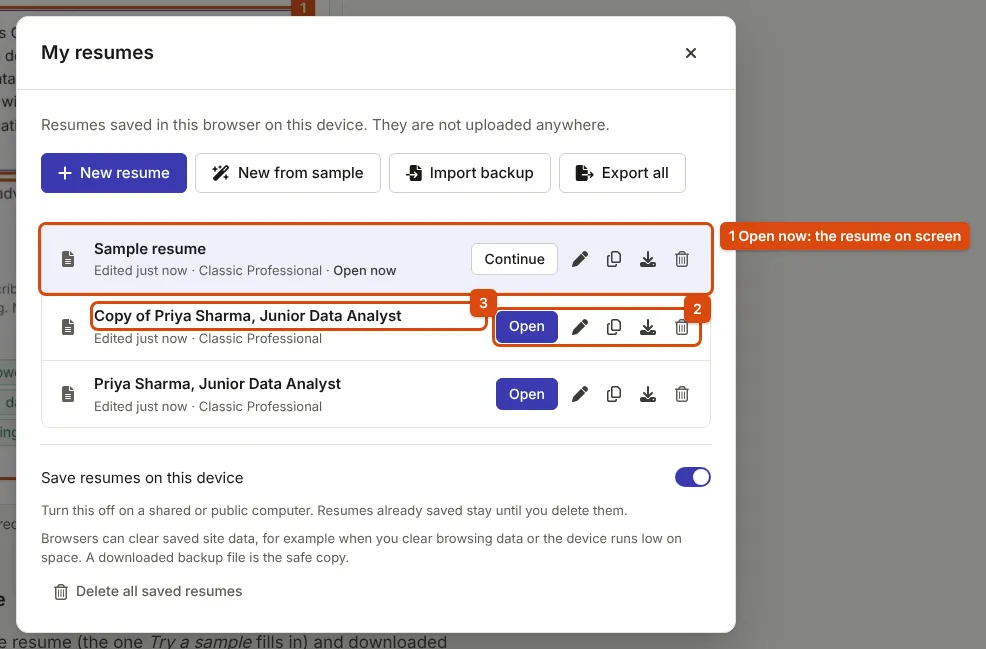 1
My resumes
Resumes saved in this browser on this device. They are not uploaded anywhere.
New resume
New from sample
Import backup
Export all
Sample resume
Edited just now · Classic Professional · Open now
Continue
1 Open now: the resume on screen
3
2
Copy of Priya Sharma, Junior Data Analyst
Edited just now · Classic Professional
Open
Priya Sharma, Junior Data Analyst
Edited just now · Classic Professional
Open
Save resumes on this device
Turn this off on a shared or public computer. Resumes already saved stay until you delete them.
Browsers can clear saved site data, for example when you clear browsing data or the device runs low on
space. A downloaded backup file is the safe copy.
Delete all saved resumes
resume (the one Try a sample fills in) and downloaded